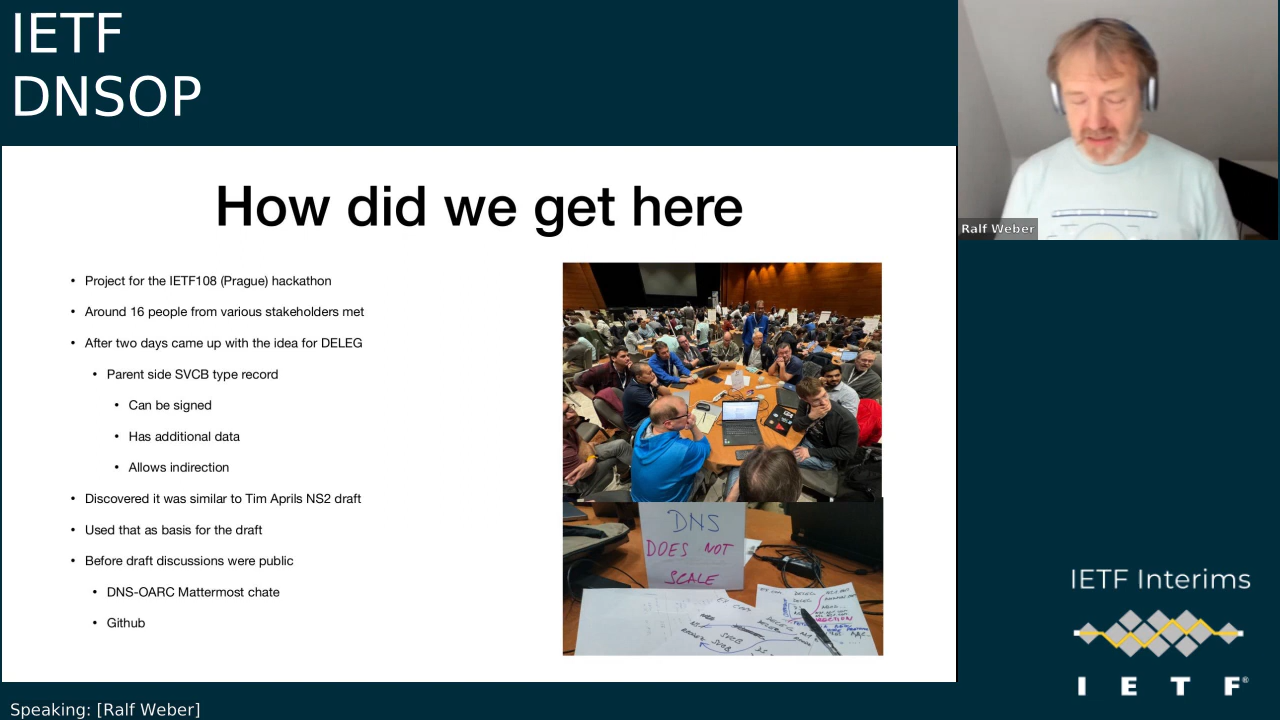 IETF
DNSOP
How did we get here
• Project for the IETF108 (Prague) hackathon
• Around 16 people from various stakeholders met
• After two days came up with the idea for DELEG
• Parent side SVCB type record
• Can be signed
• Has additional data
• Allows indirection
• Discovered it was similar to Tim Aprils NS2 draft
• Used that as basis for the draft
• Before draft discussions were public
• DNS-OARC Mattermost chate
• Github
DNS
DOES NOT
SCALE
SVCB
SVCB
Ralf Weber
IETF Interims
I E T F®
Speaking: [Ralf Weber]